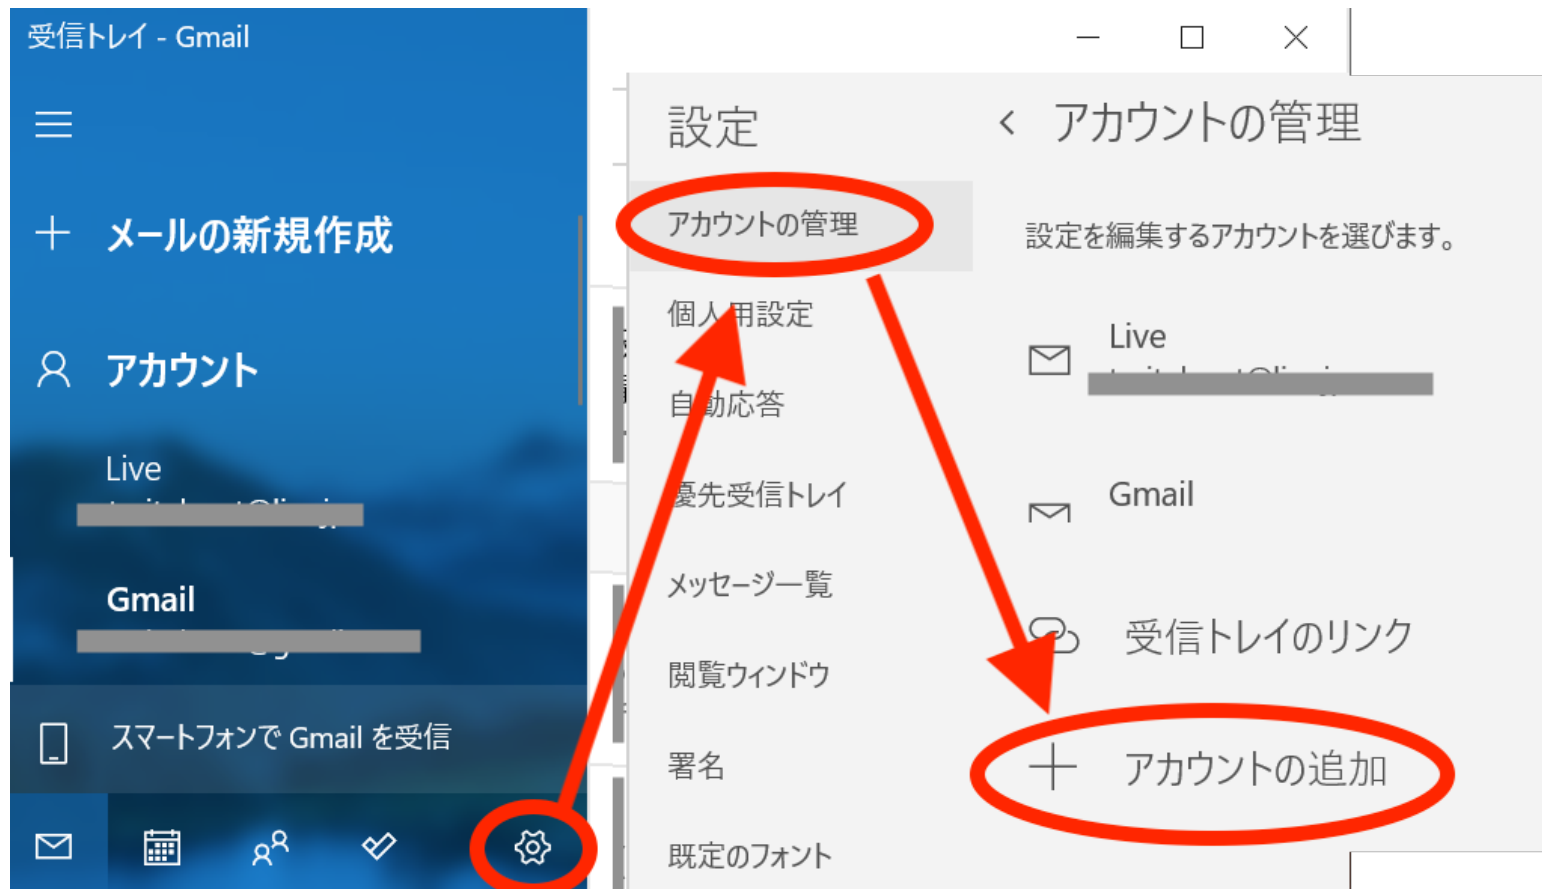 受信トレイ - Gmail
メールの新規作成
アカウント
Live
Gmail
スマートフォンで Gmail を受信
設定
アカウントの管理
個人用設定
自動応答
優先受信トレイ
メッセージ一覧
閲覧ウィンドウ
署名
既定のフォント
アカウントの管理
設定を編集するアカウントを選びます。
Live
Gmail
受信トレイのリンク
アカウントの追加